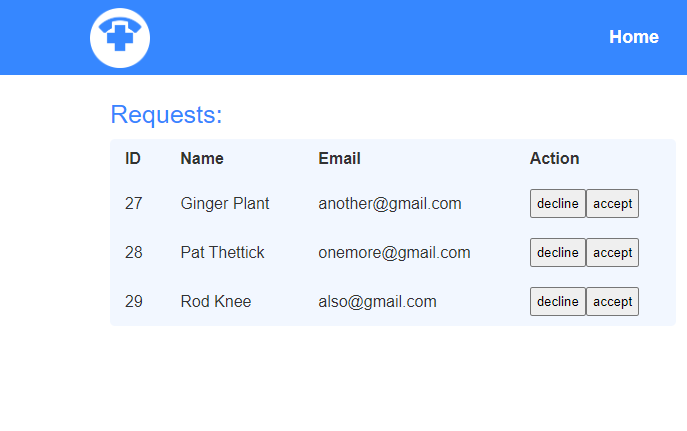 Home
Requests:
ID Name Email Action
27 Ginger Plant another@gmail.com decline accept
28 Pat Thettick onemore@gmail.com decline accept
29 Rod Knee also@gmail.com decline accept